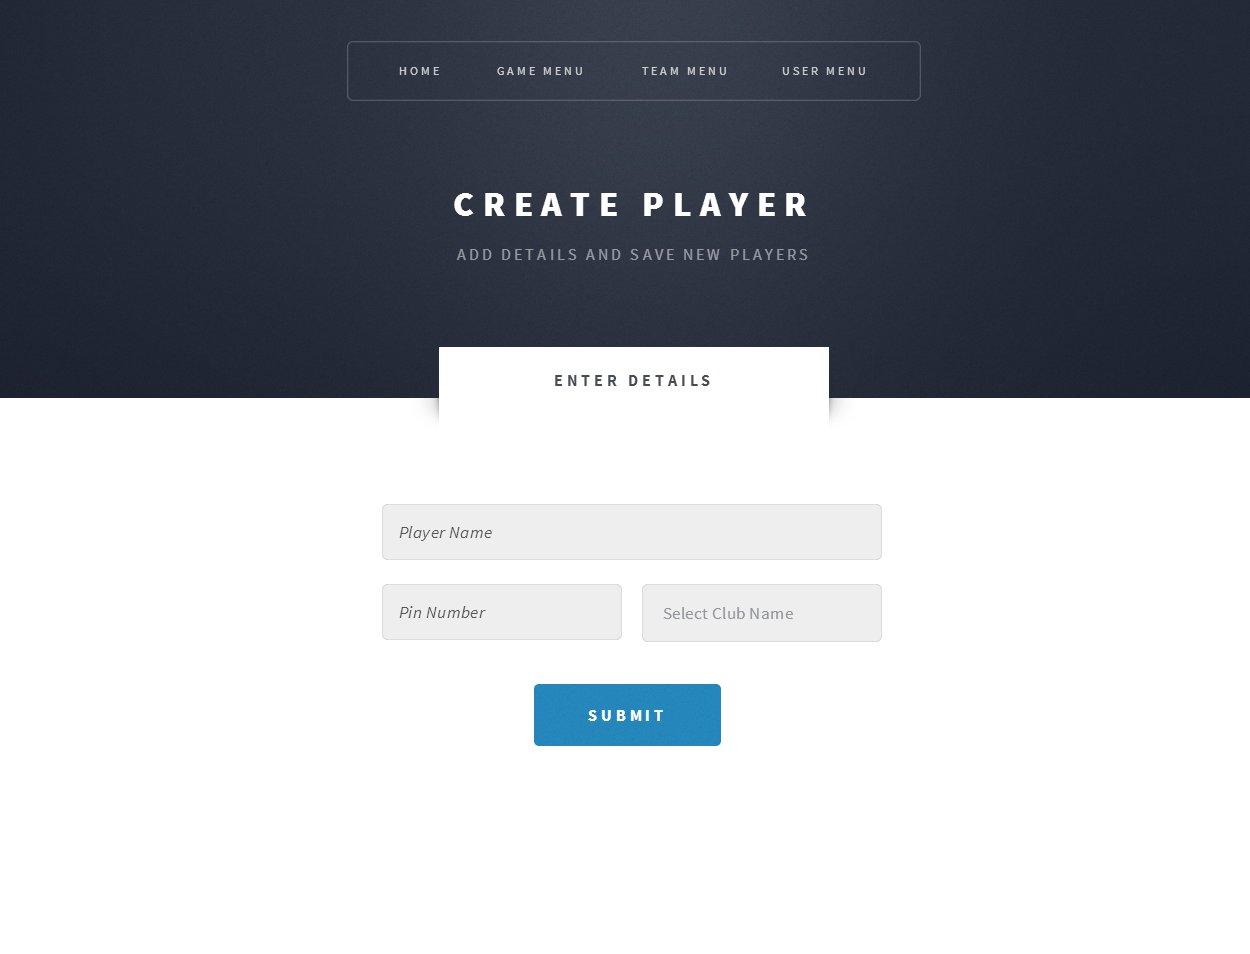 HOME GAME MENU TEAM MENU USER MENU
CREATE PLAYER
ADD DETAILS AND SAVE NEW PLAYERS
ENTER DETAILS
Player Name
Pin Number Select Club Name
SUBMIT